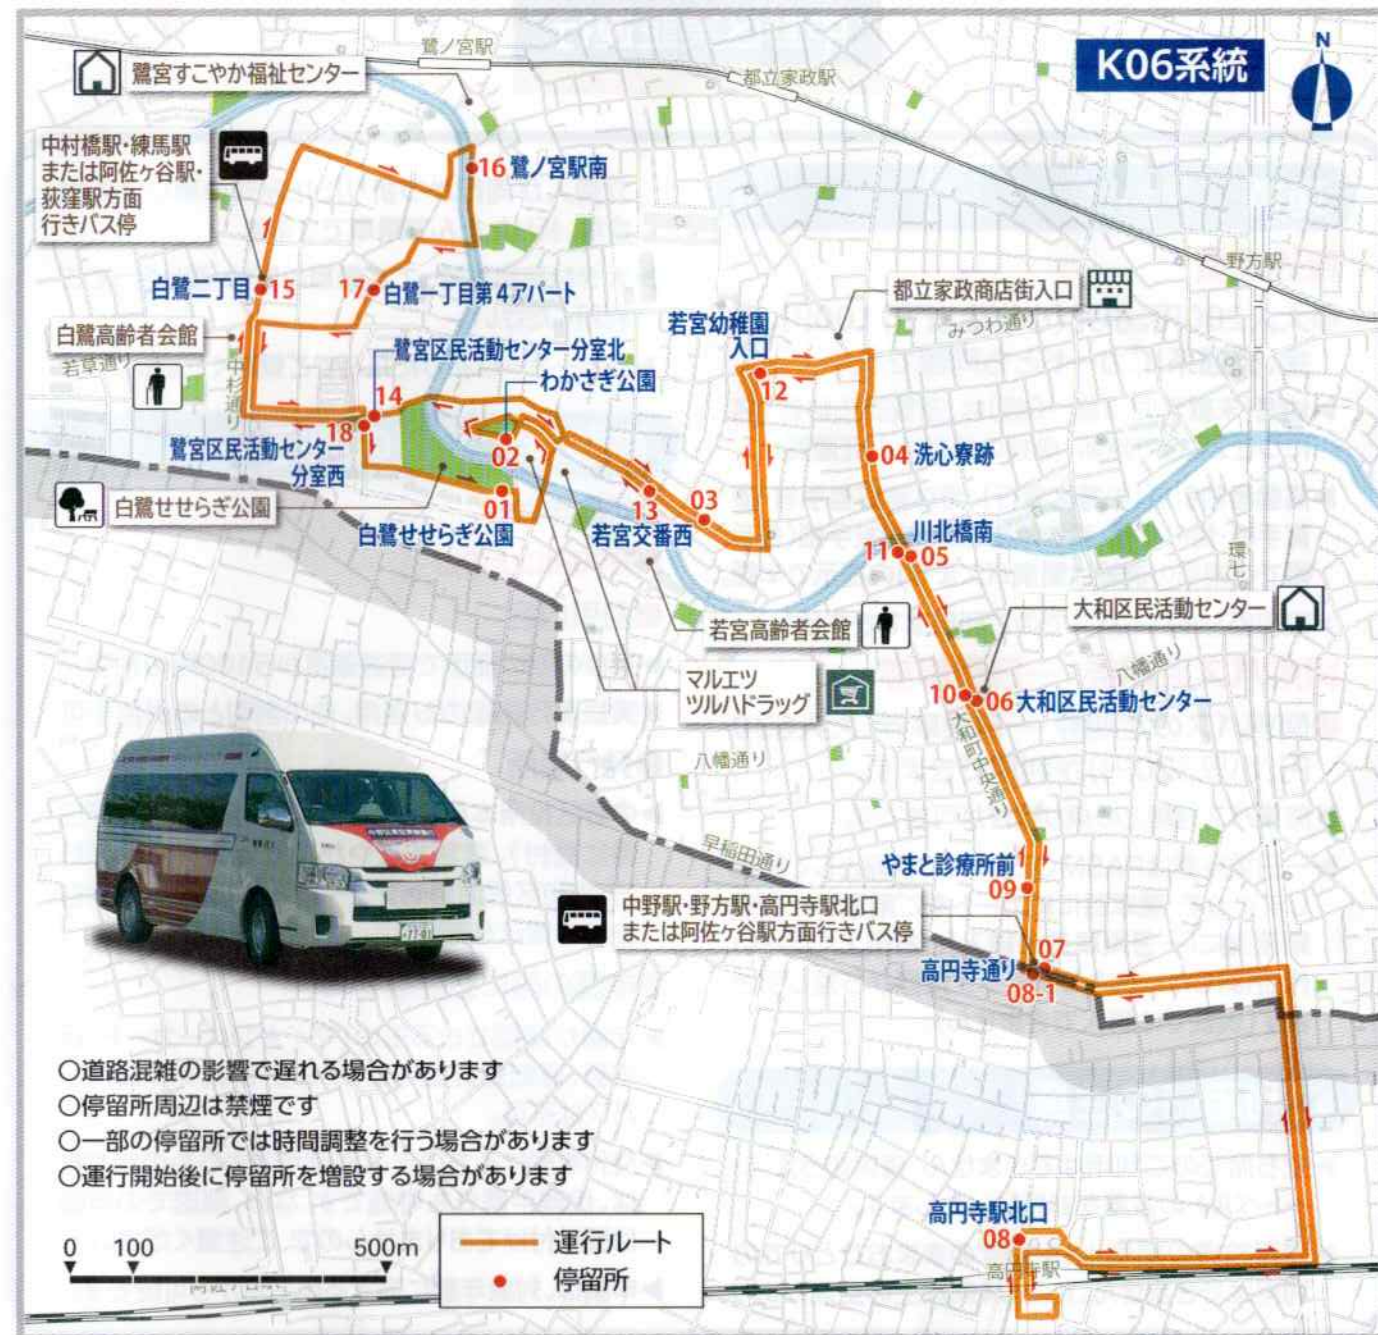 鷺ノ宮駅
K06系統
N
鷺宮すこやか福祉センター
都立家政駅
中村橋駅・練馬駅
または阿佐ヶ谷駅・
荻窪駅方面
行きバス停
16 鷺ノ宮駅南
野方駅
白鷺二丁目 15
17 白鷺一丁目第4アパート
都立家政商店街入口
みつわ通り
白鷺高齢者会館
若草通り
中杉通り
若宮幼稚園
入口
12
鷺宮区民活動センター分室北
14
わかさぎ公園
02
18
鷺宮区民活動センター
分室西
04 洗心寮跡
白鷺せせらぎ公園
01
白鷺せせらぎ公園
13
03
若宮交番西
川北橋南
11
05
環七
若宮高齢者会館
大和区民活動センター
マルエツ
ツルハドラッグ
10
06 大和区民活動センター
八幡通り
大和町中央通り
八幡通り
早稲田通り
やまと診療所前
09
中野駅・野方駅・高円寺駅北口
または阿佐ヶ谷駅方面行きバス停
07
高円寺通り
08-1
○道路混雑の影響で遅れる場合があります
○停留所周辺は禁煙です
○一部の停留所では時間調整を行う場合があります
○運行開始後に停留所を増設する場合があります
高円寺駅北口
08
高円寺駅
0 100 500m
運行ルート
停留所